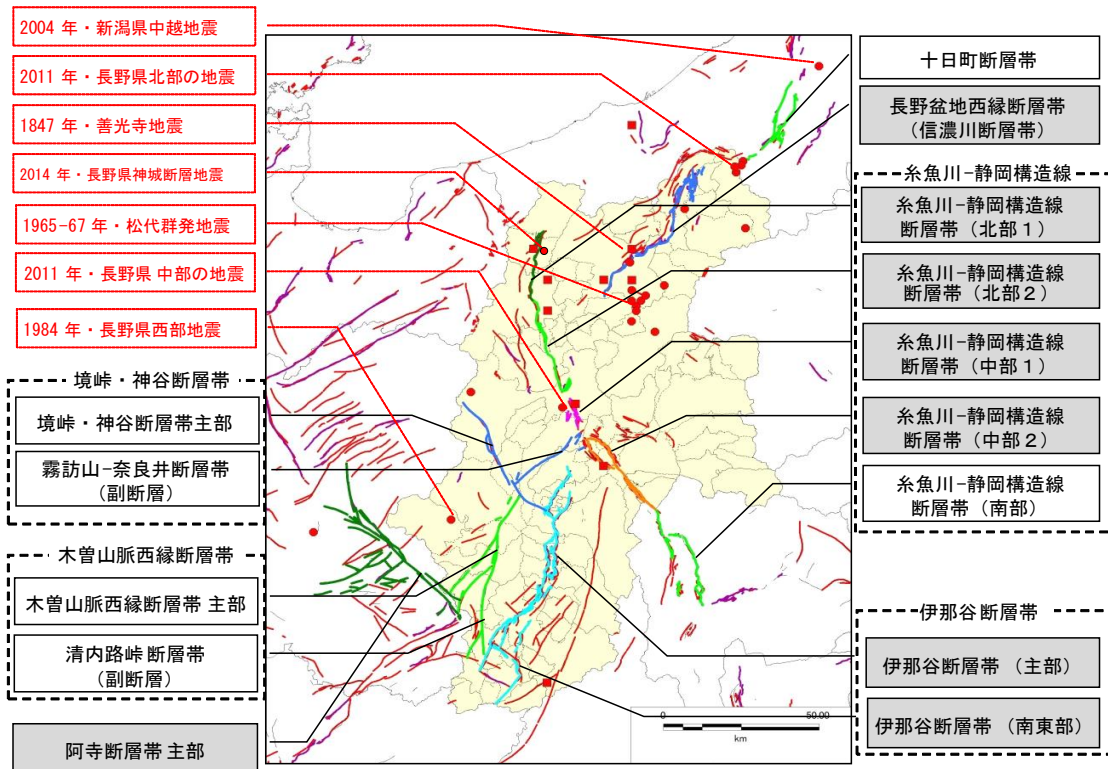 2004 年・新潟県中越地震
2011 年・長野県北部の地震
1847 年・善光寺地震
2014 年・長野県神城断層地震
1965-67 年・松代群発地震
2011 年・長野県 中部の地震
1984 年・長野県西部地震
境峠・神谷断層帯
境峠・神谷断層帯主部
霧訪山−奈良井断層帯
(副断層)
木曽山脈西縁断層帯
木曽山脈西縁断層帯 主部
清内路峠 断層帯
(副断層)
阿寺断層帯 主部
十日町断層帯
長野盆地西縁断層帯
(信濃川断層帯)
糸魚川−静岡構造線
糸魚川−静岡構造線
断層帯(北部1)
糸魚川−静岡構造線
断層帯(北部2)
糸魚川−静岡構造線
断層帯(中部1)
糸魚川−静岡構造線
断層帯(中部2)
糸魚川−静岡構造線
断層帯(南部)
伊那谷断層帯
伊那谷断層帯 (主部)
伊那谷断層帯 (南東部)
0 50.00
km